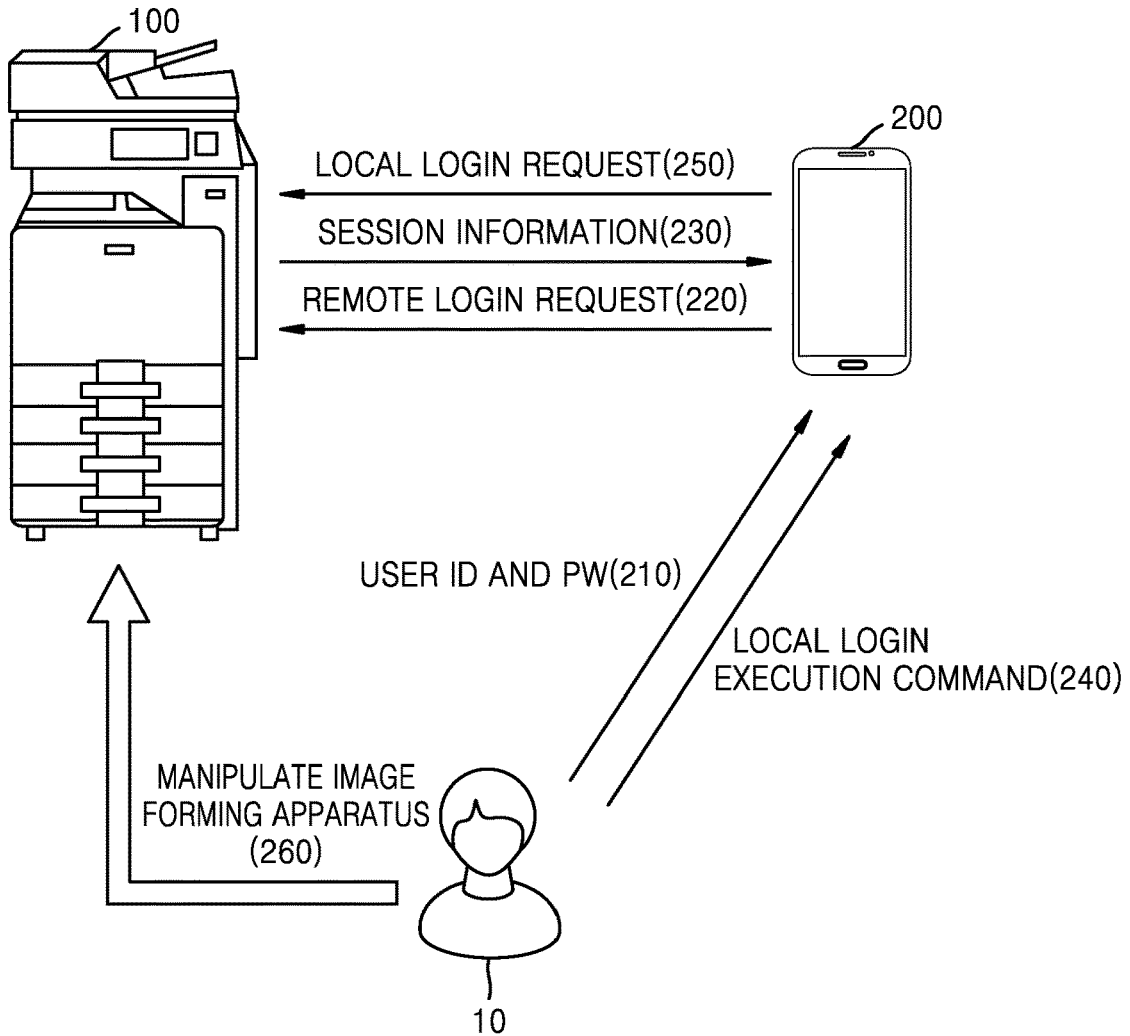 100
200
LOCAL LOGIN REQUEST(250)
SESSION INFORMATION(230)
REMOTE LOGIN REQUEST(220)
USER ID AND PW(210)
LOCAL LOGIN
EXECUTION COMMAND(240)
MANIPULATE IMAGE
FORMING APPARATUS
(260)
10